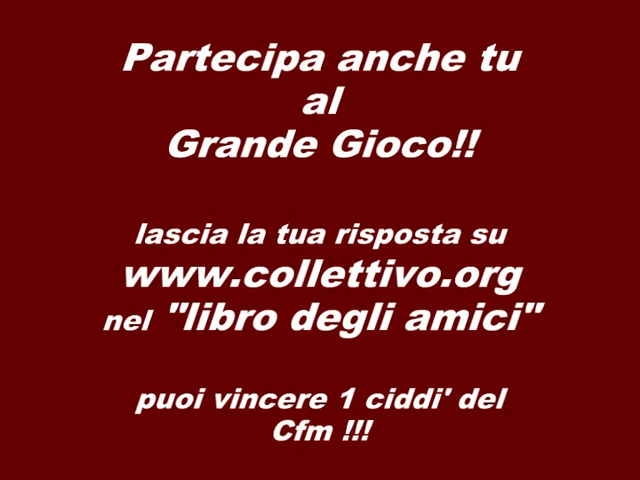 Partecipa anche tu
al
Grande Gioco!!
lascia la tua risposta su
www.collettivo.org
nel "libro degli amici"
puoi vincere 1 ciddi' del
Cfm !!!